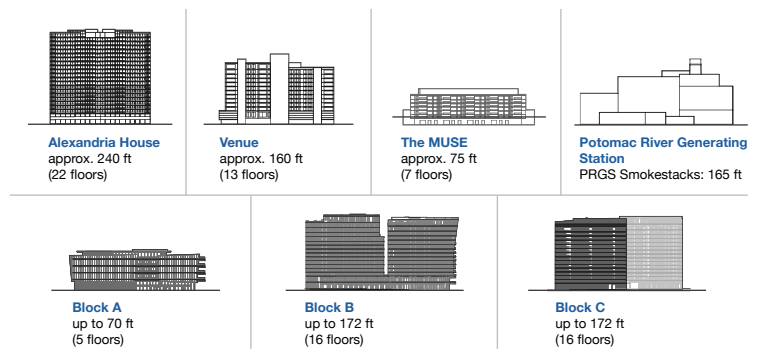 Alexandria House
approx. 240 ft
(22 floors)
Venue
approx. 160 ft
(13 floors)
The MUSE
approx. 75 ft
(7 floors)
Potomac River Generating
Station
PRGS Smokestacks: 165 ft
Block A
up to 70 ft
(5 floors)
Block B
up to 172 ft
(16 floors)
Block C
up to 172 ft
(16 floors)